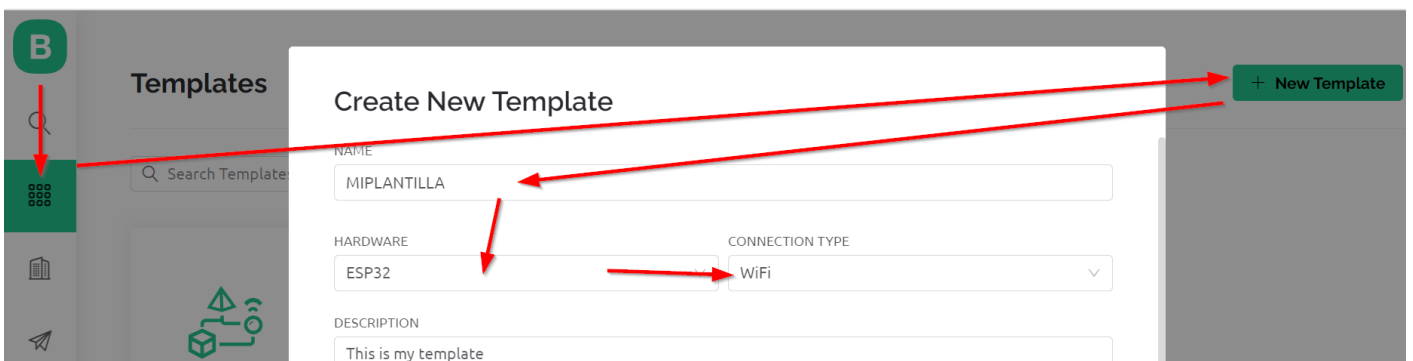 B
Templates
+ New Template
Create New Template
NAME
Search Templates
MIPLANTILLA
HARDWARE
CONNECTION TYPE
ESP32
WiFi
DESCRIPTION
This is my template